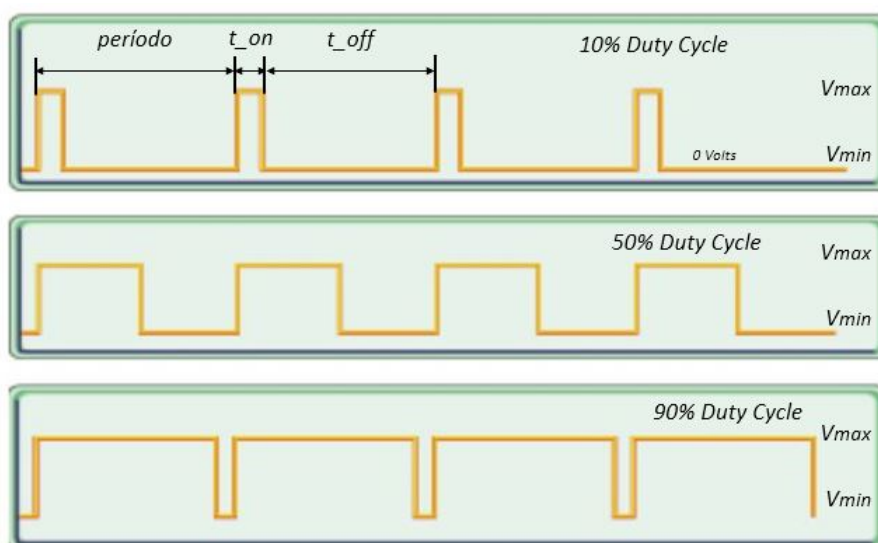 período t_on t_off
10% Duty Cycle
Vmax
0 Volts
Vmin
50% Duty Cycle
Vmax
Vmin
90% Duty Cycle
Vmax
Vmin